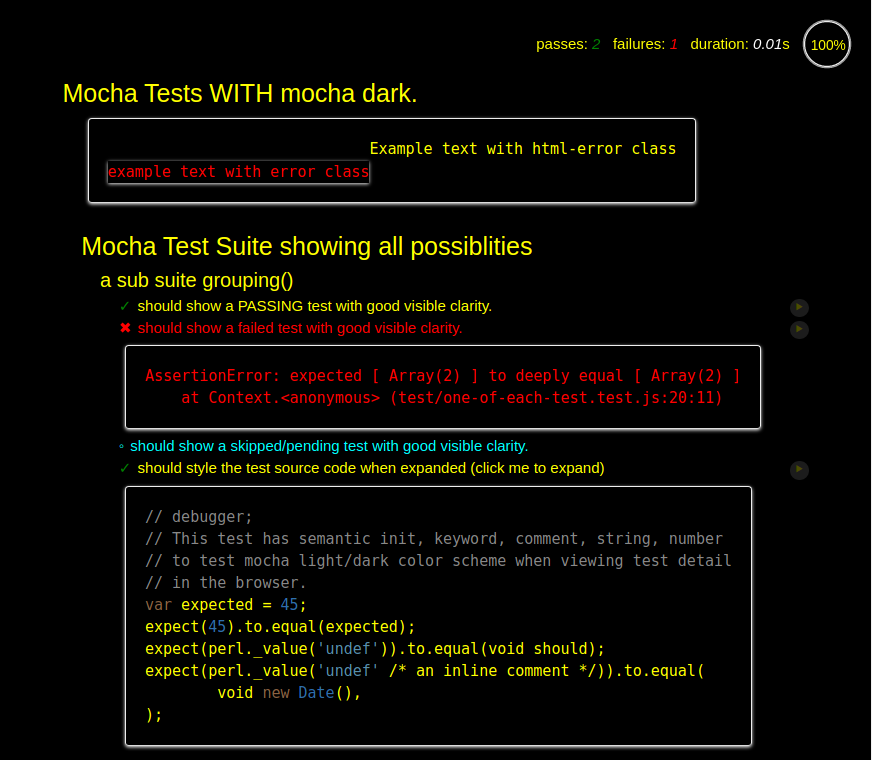 passes: 2 failures: 1 duration: 0.01s 100%
Mocha Tests WITH mocha dark.
Example text with html-error class
example text with error class
Mocha Test Suite showing all possiblities
a sub suite grouping()
✓ should show a PASSING test with good visible clarity.
✖ should show a failed test with good visible clarity.
AssertionError: expected [ Array(2) ] to deeply equal [ Array(2) ]
    at Context.<anonymous> (test/one-of-each-test.test.js:20:11)
◦ should show a skipped/pending test with good visible clarity.
✓ should style the test source code when expanded (click me to expand)
// debugger;
// This test has semantic init, keyword, comment, string, number
// to test mocha light/dark color scheme when viewing test detail
// in the browser.
var expected = 45;
expect(45).to.equal(expected);
expect(perl._value('undef')).to.equal(void should);
expect(perl._value('undef' /* an inline comment */)).to.equal(
        void new Date(),
);